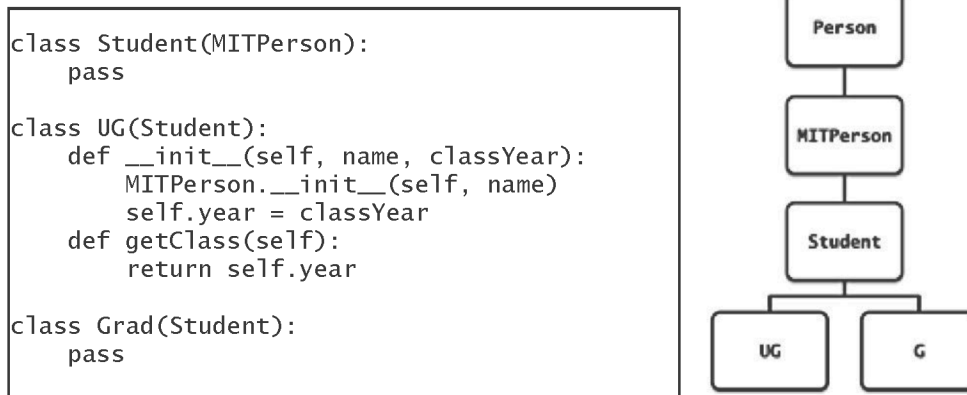 class Student(MITPerson):
    pass
class UG(Student):
    def __init__(self, name, classYear):
        MITPerson.__init__(self, name)
        self.year = classYear
    def getClass(self):
        return self.year
class Grad(Student):
    pass
Person
MITPerson
Student
UG
G